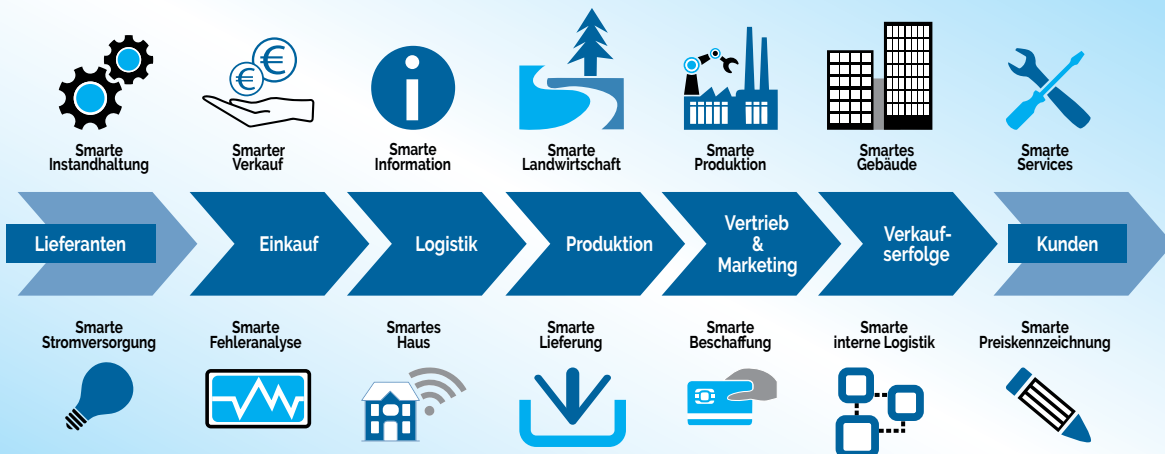 Smarte
Instandhaltung
Smarter
Verkauf
Smarte
Information
Smarte
Landwirtschaft
Smarte
Produktion
Smartes
Gebäude
Smarte
Services
Lieferanten
Einkauf
Logistik
Produktion
Vertrieb
&
Marketing
Verkauf-
serfolge
Kunden
Smarte
Stromversorgung
Smarte
Fehleranalyse
Smartes
Haus
Smarte
Lieferung
Smarte
Beschaffung
Smarte
interne Logistik
Smarte
Preiskennzeichnung